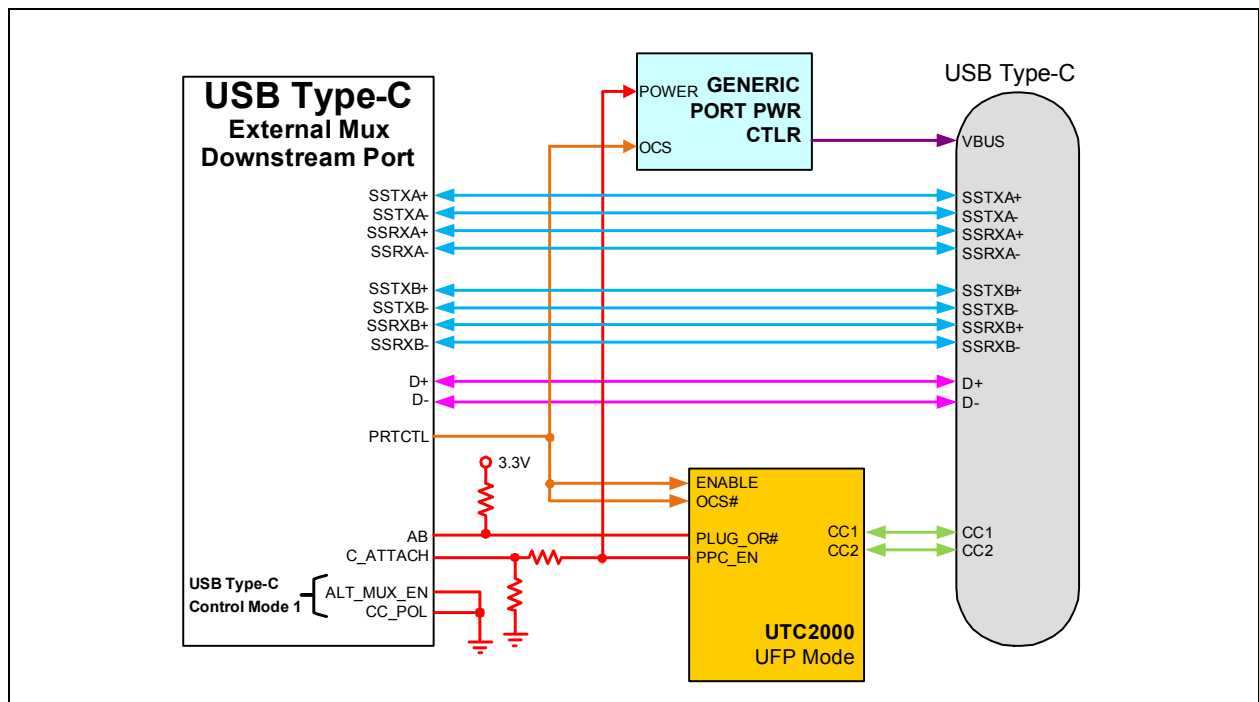 USB Type-C
External Mux
Downstream Port
SSTXA+
SSTXA-
SSRXA+
SSRXA-
SSTXB+
SSTXB-
SSRXB+
SSRXB-
D+
D-
PRTCTL
AB
C_ATTACH
USB Type-C
Control Mode 1
ALT_MUX_EN
CC_POL
3.3V
POWER
GENERIC
PORT PWR
CTLR
OCS
ENABLE
OCS#
PLUG_OR#
PPC_EN
CC1
CC2
UTC2000
UFP Mode
USB Type-C
VBUS
SSTXA+
SSTXA-
SSRXA+
SSRXA-
SSTXB+
SSTXB-
SSRXB+
SSRXB-
D+
D-
CC1
CC2